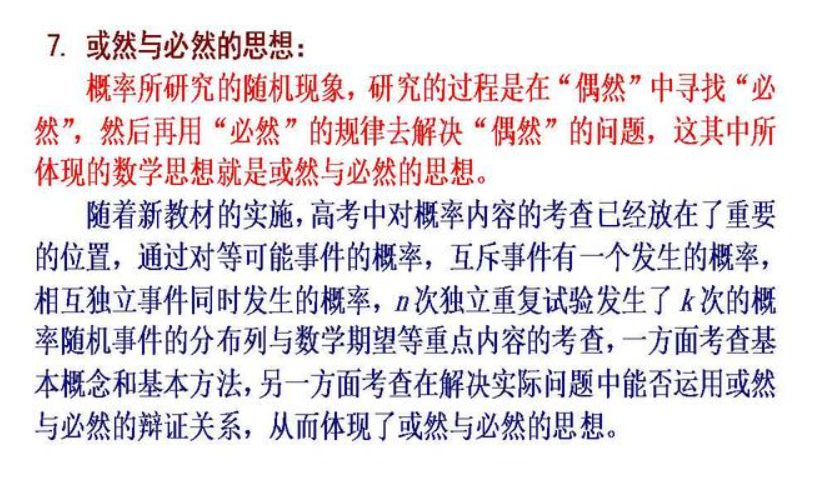 7. 或然与必然的思想：
概率所研究的随机现象，研究的过程是在“偶然”中寻找“必
然”，然后再用“必然”的规律去解决“偶然”的问题，这其中所
体现的数学思想就是或然与必然的思想。
随着新教材的实施，高考中对概率内容的考查已经放在了重要
的位置，通过对等可能事件的概率，互斥事件有一个发生的概率，
相互独立事件同时发生的概率，n次独立重复试验发生了k次的概
率随机事件的分布列与数学期望等重点内容的考查，一方面考查基
本概念和基本方法，另一方面考查在解决实际问题中能否运用或然
与必然的辩证关系，从而体现了或然与必然的思想。